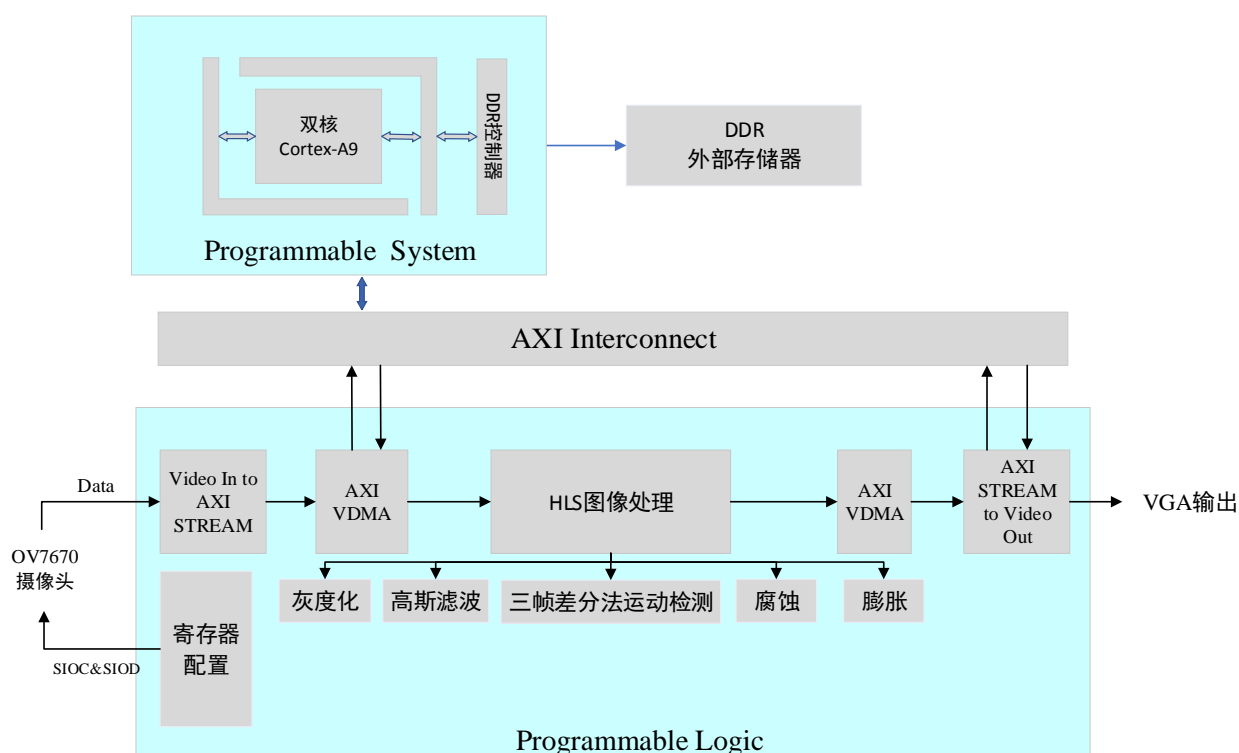 双核
Cortex-A9
DDR控制器
DDR
外部存储器
Programmable System
AXI Interconnect
Data
Video In to
AXI
STREAM
AXI
VDMA
HLS图像处理
AXI
VDMA
AXI
STREAM
to Video
Out
VGA输出
OV7670
摄像头
灰度化
高斯滤波
三帧差分法运动检测
腐蚀
膨胀
寄存器
配置
SIOC&SIOD
Programmable Logic